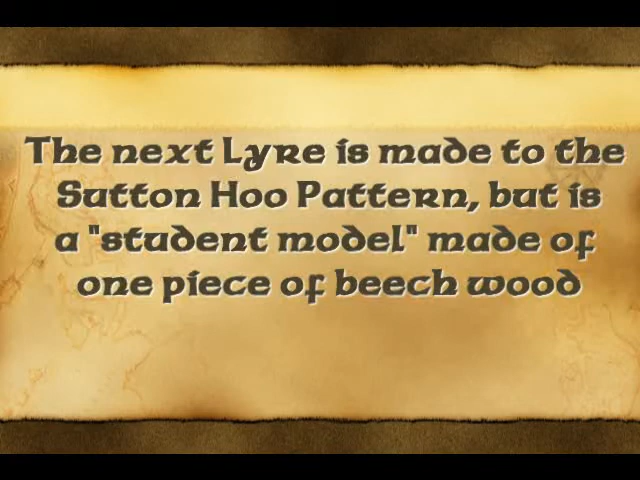 The next Lyre is made to the
Sutton Hoo Pattern, but is
a "student model" made of
one piece of beech wood